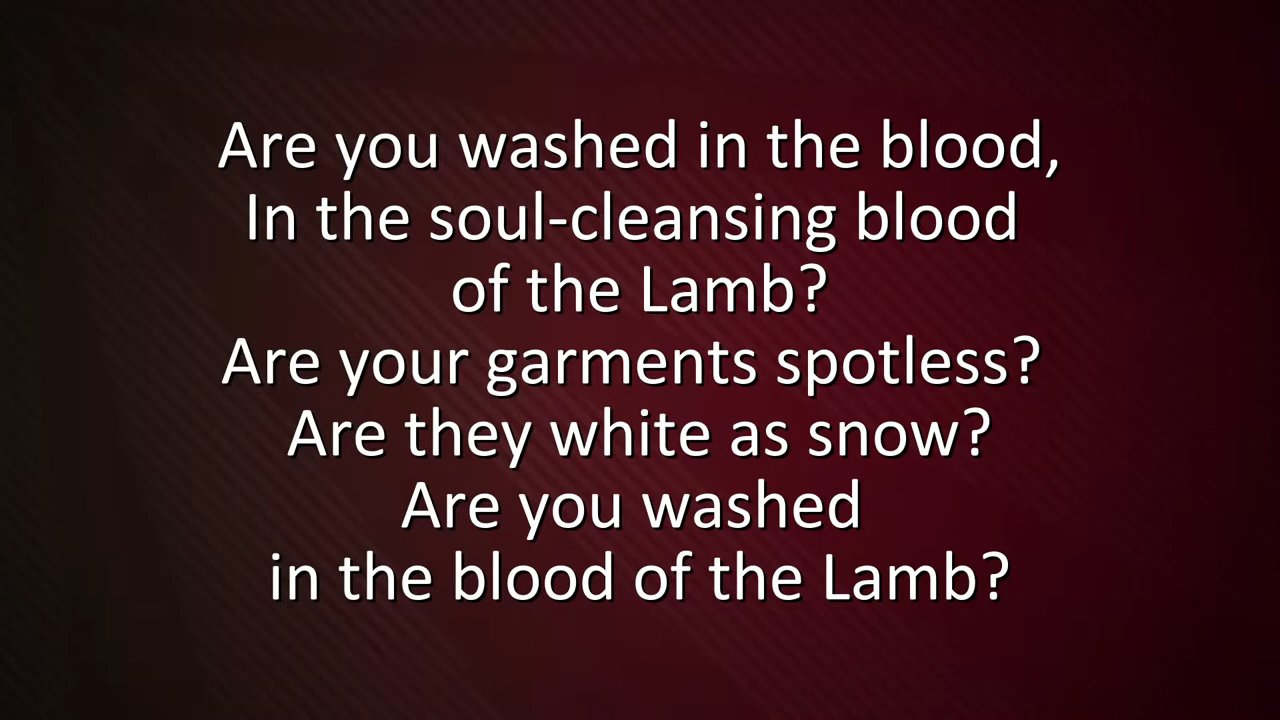 Are you washed in the blood,
In the soul-cleansing blood
of the Lamb?
Are your garments spotless?
Are they white as snow?
Are you washed
in the blood of the Lamb?